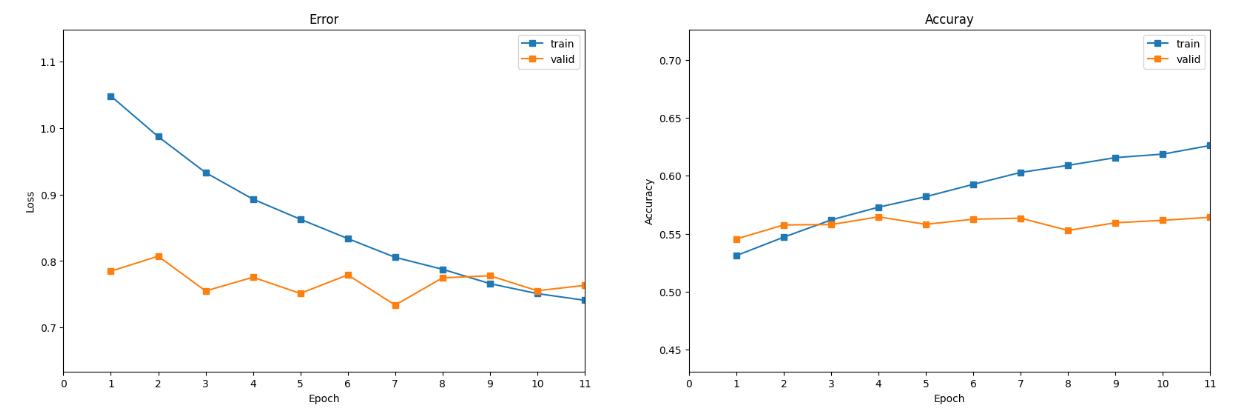 Error
train
valid
1.1
1.0
0.9
0.8
0.7
Loss
0 1 2 3 4 5 6 7 8 9 10 11
Epoch
Accuray
train
valid
0.70
0.65
0.60
0.55
0.50
0.45
Accuracy
0 1 2 3 4 5 6 7 8 9 10 11
Epoch